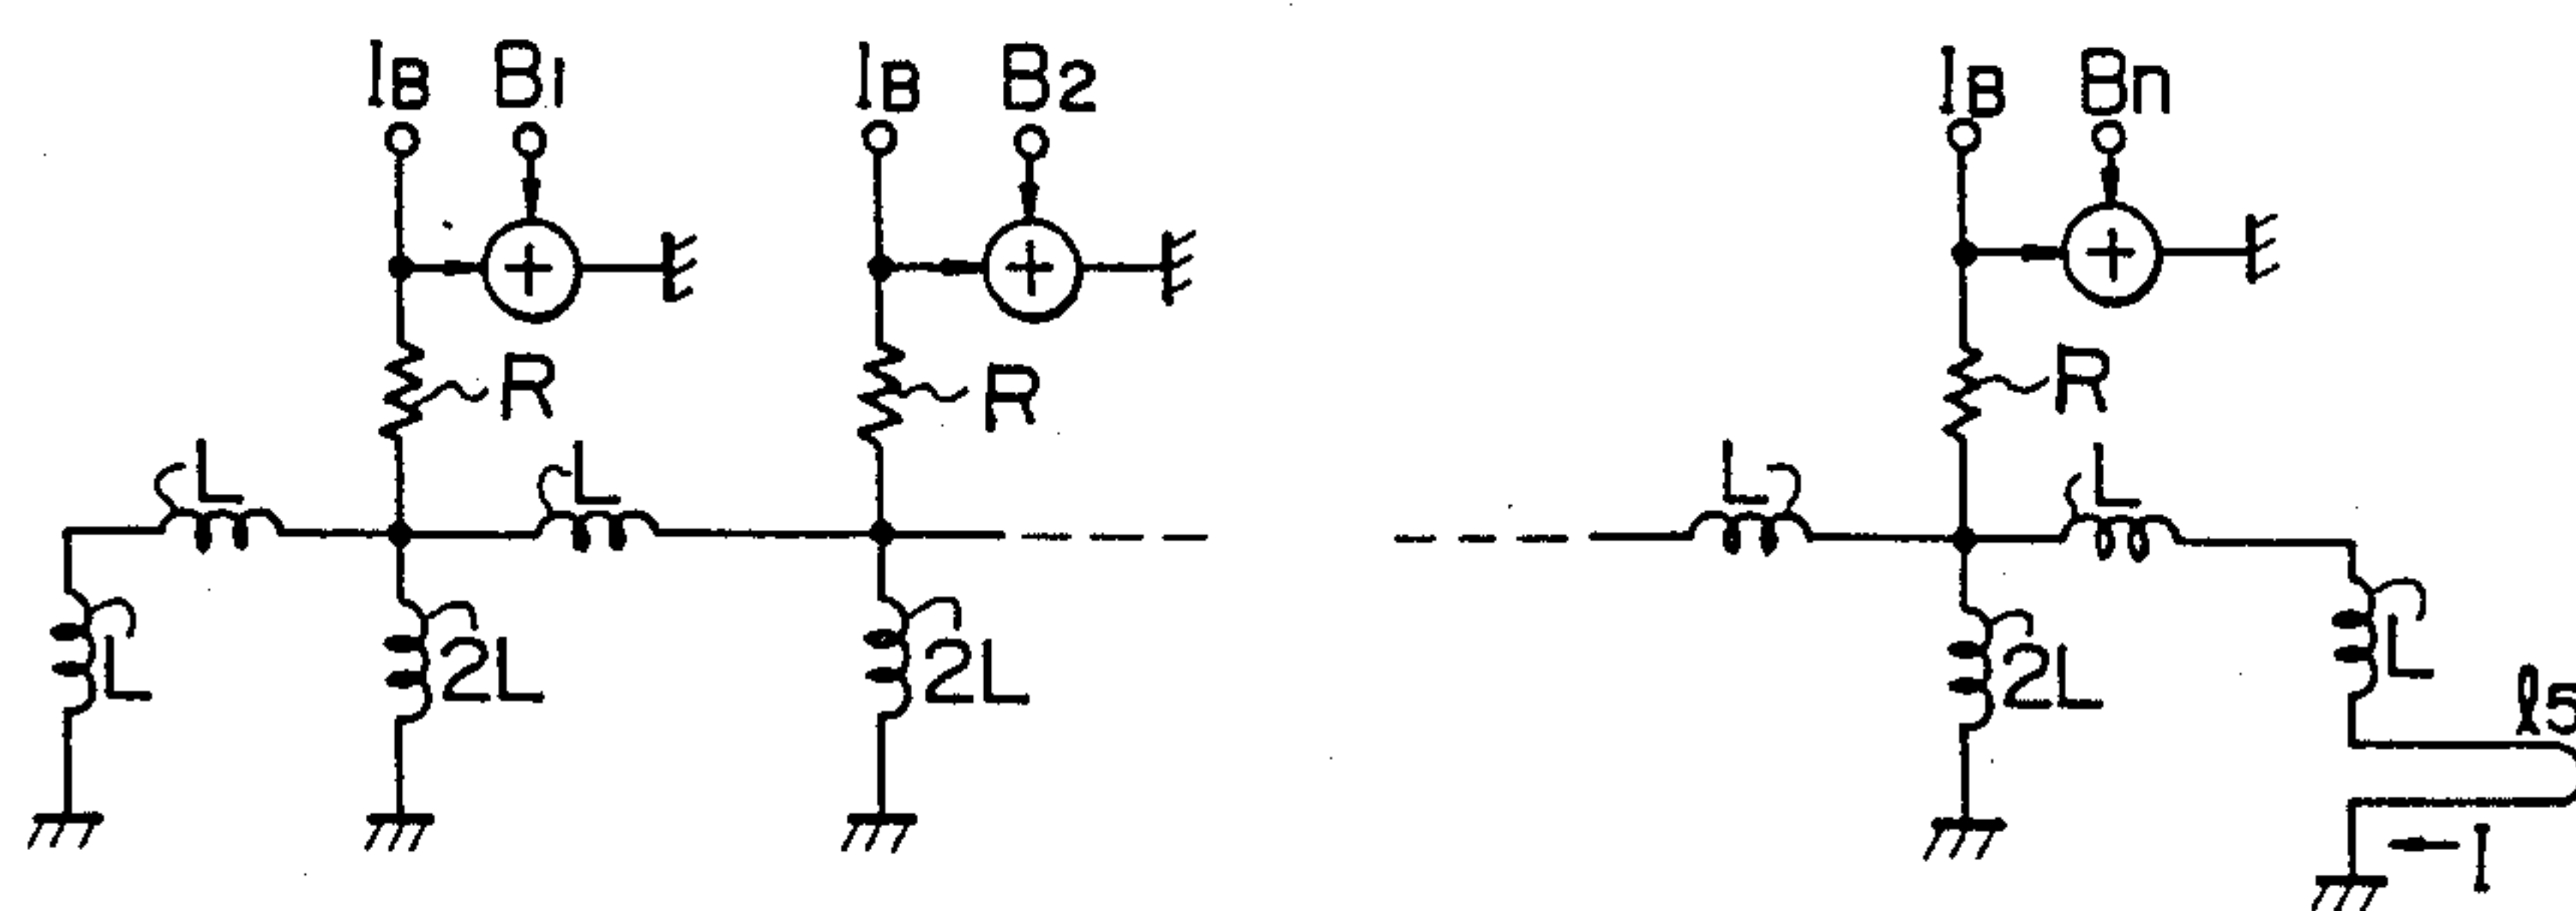 IB B1 IB B2 IB Bn
R R R
L L L L
L 2L 2L 2L L
ℓ5
I